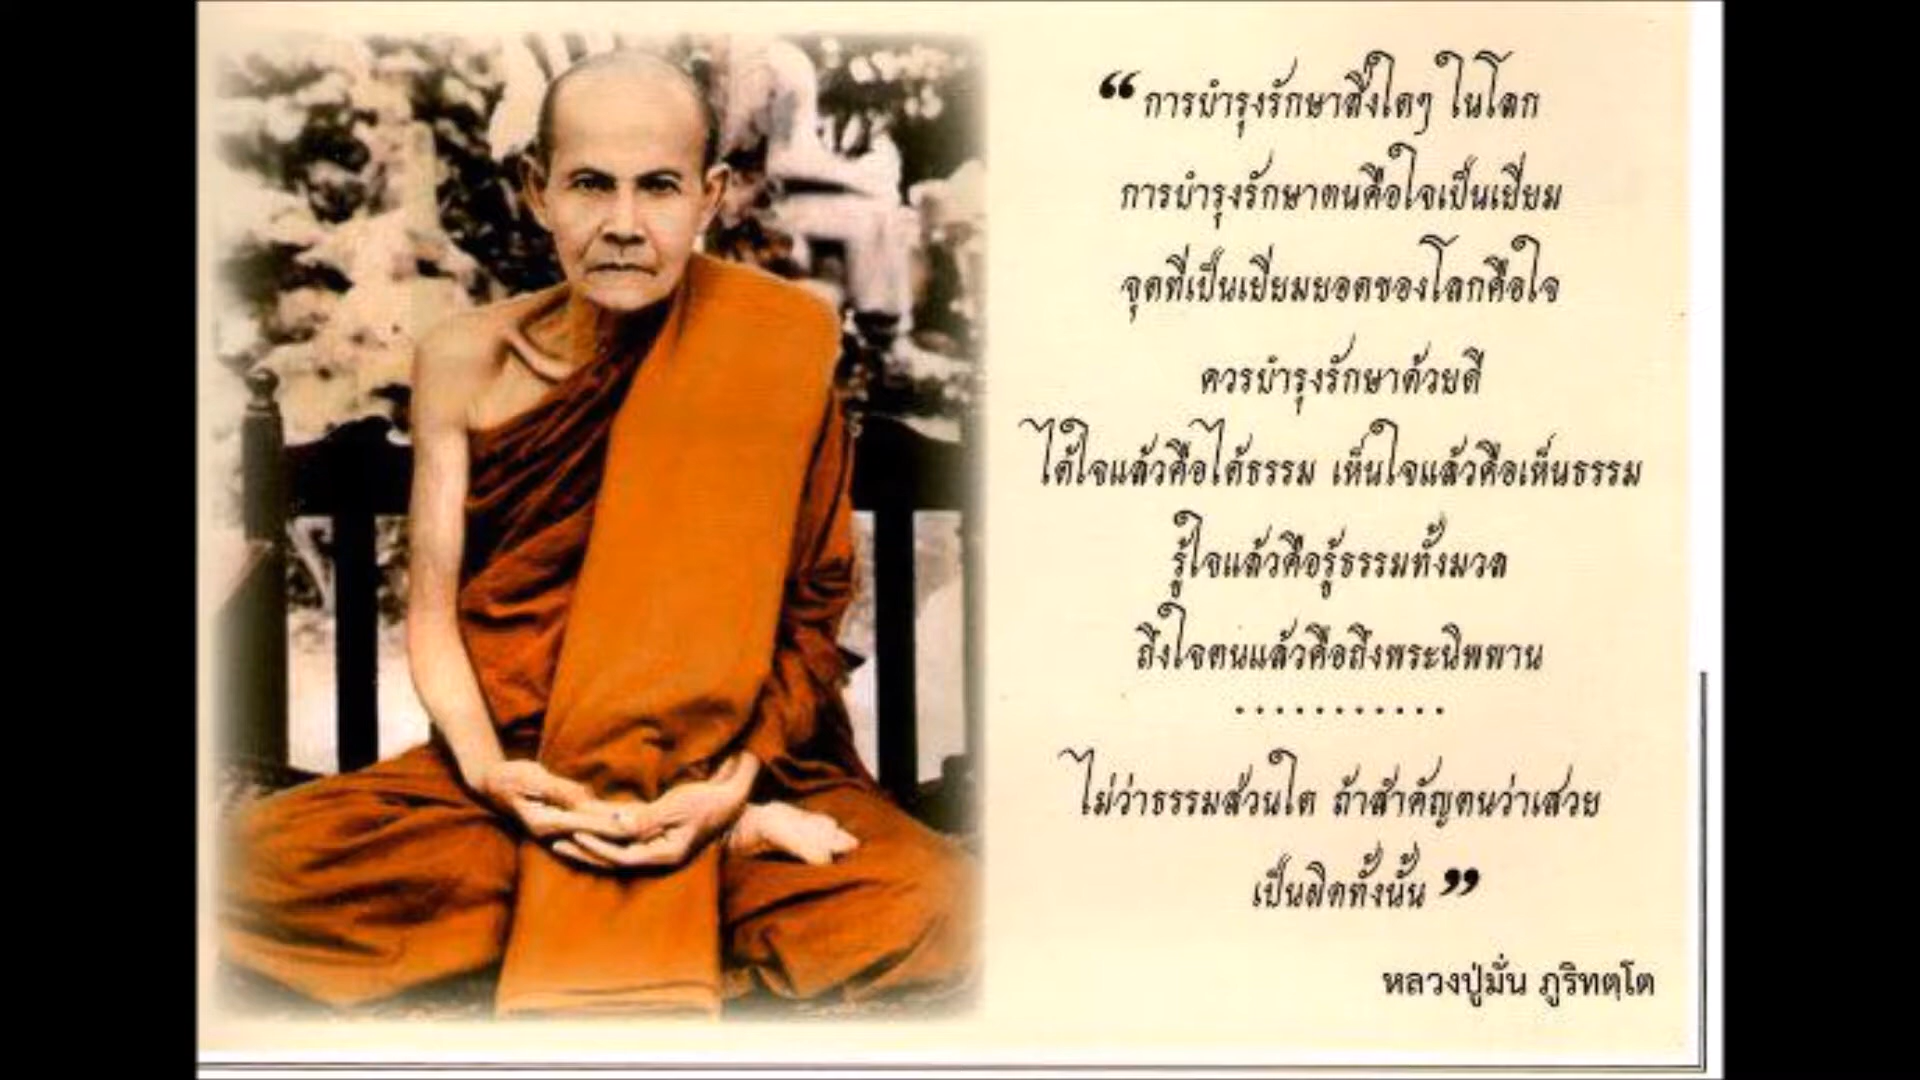 “ การบำรุงรักษาสิ่งใดๆ ในโลก
การบำรุงรักษาตนคือใจเป็นเยี่ยม
จุดที่เป็นเยี่ยมยอดของโลกคือใจ
ควรบำรุงรักษาด้วยดี
ได้ใจแล้วคือได้ธรรม เห็นใจแล้วคือเห็นธรรม
รู้ใจแล้วคือรู้ธรรมทั้งมวล
ถึงใจตนแล้วคือถึงพระนิพพาน
...........
ไม่ว่าธรรมส่วนใด ถ้าสำคัญตนว่าเสวย
เป็นผิดทั้งนั้น ”
หลวงปู่มั่น ภูริทตฺโต